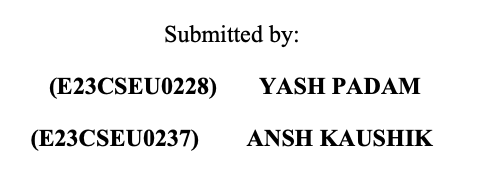 Submitted by:
(E23CSEU0228) YASH PADAM
(E23CSEU0237) ANSH KAUSHIK